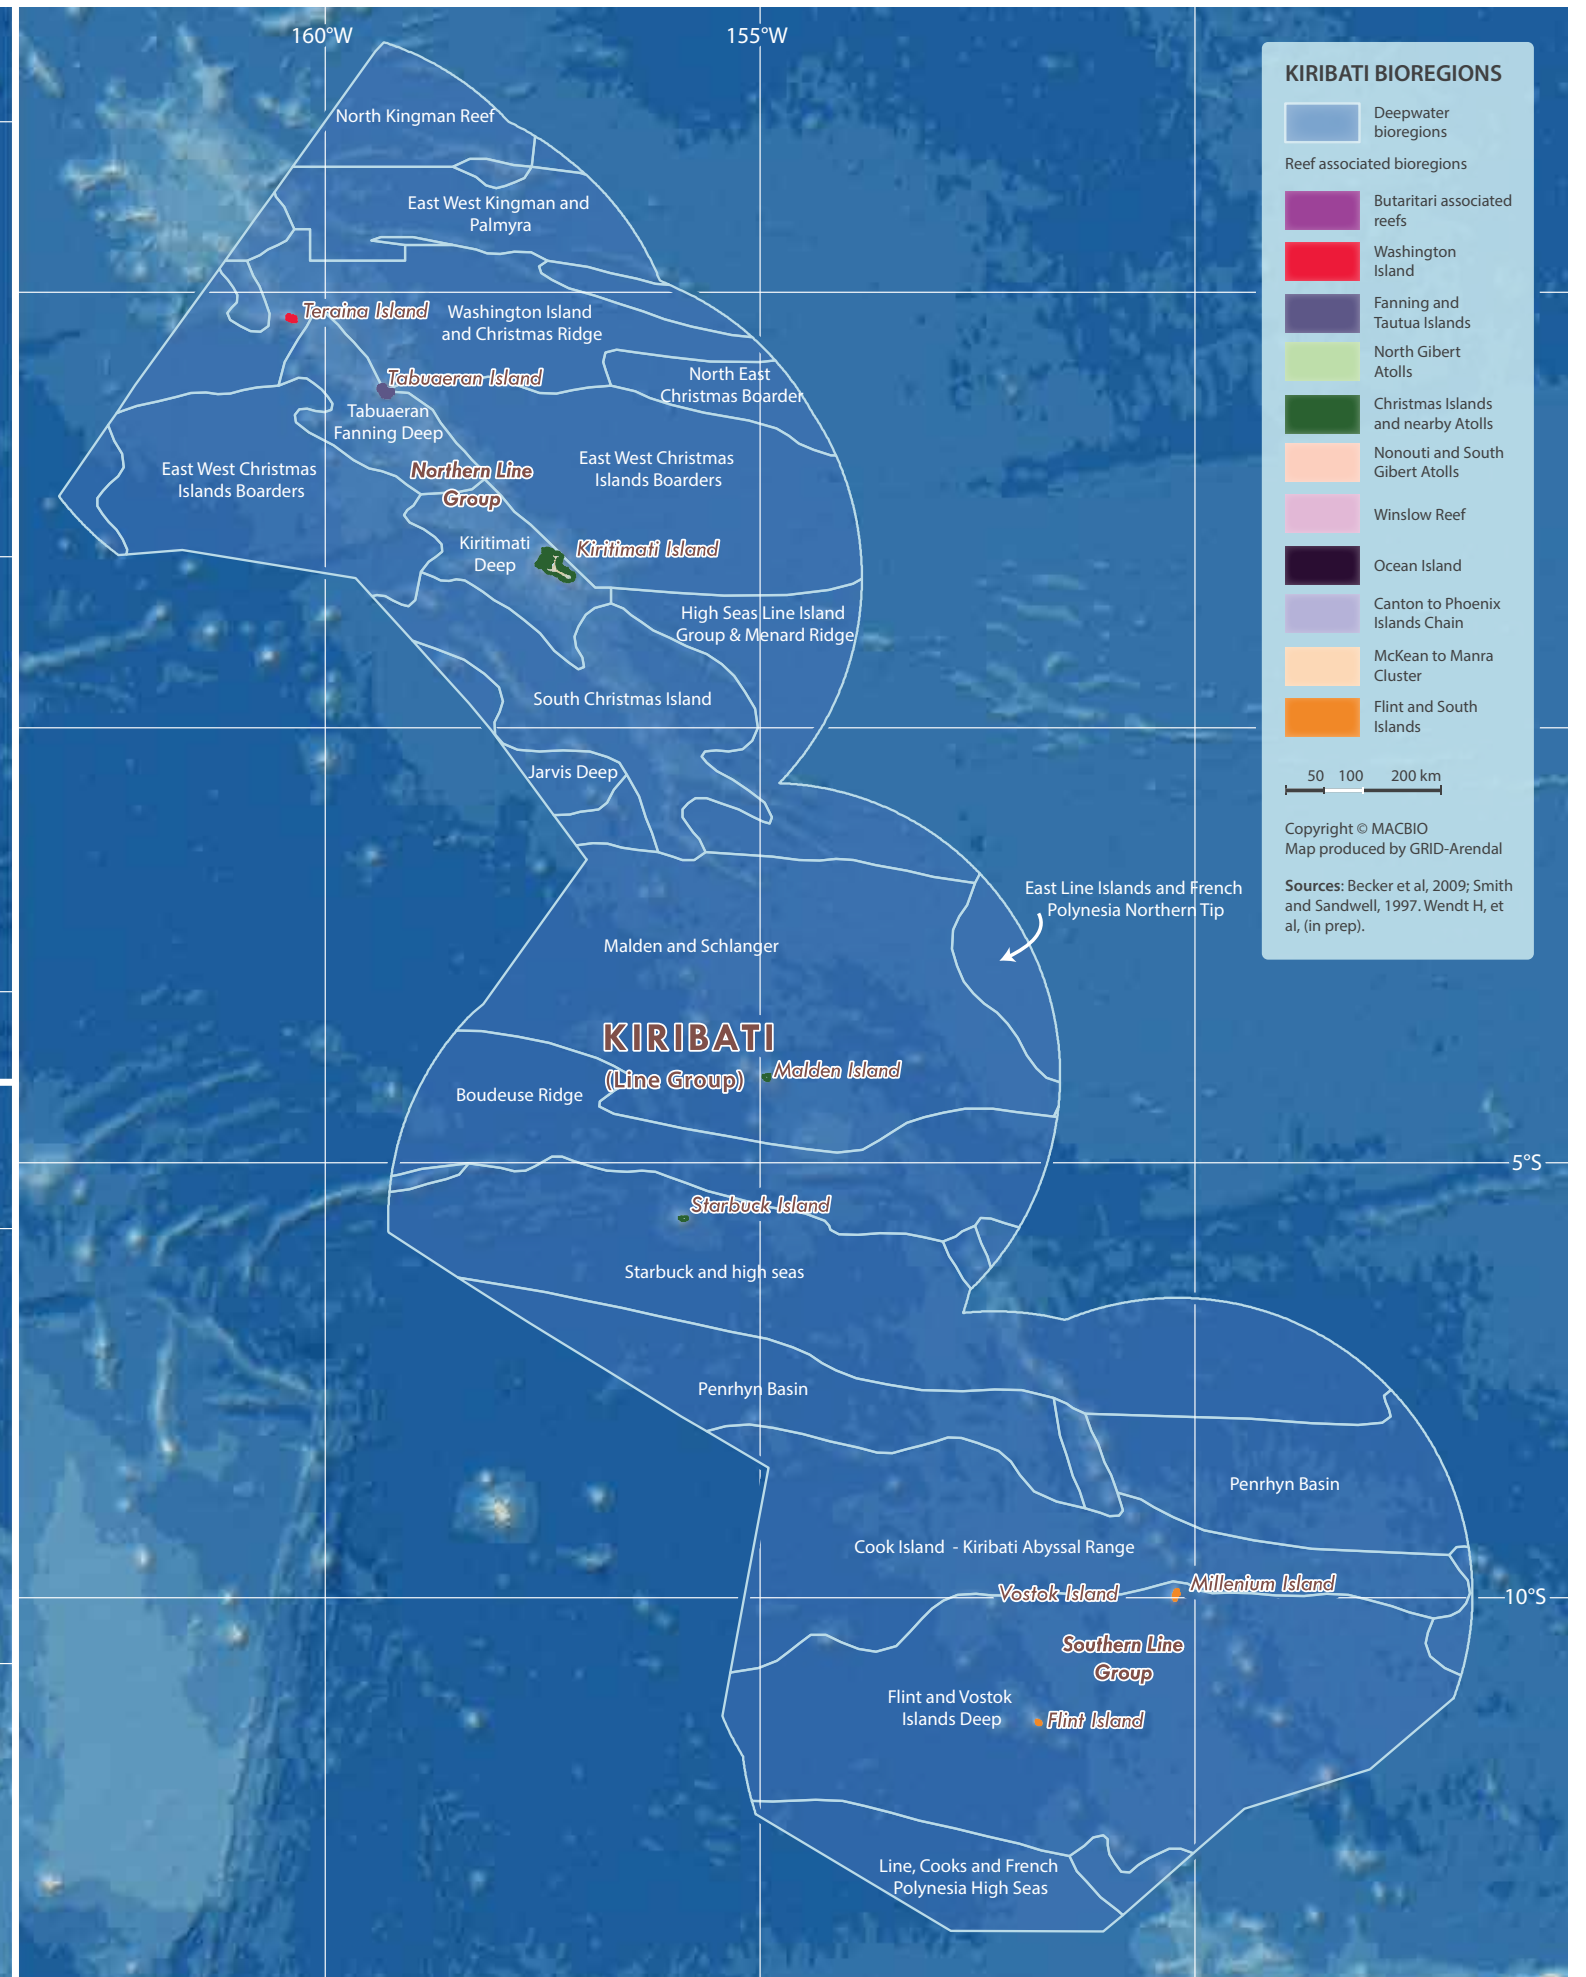 160°W
155°W
North Kingman Reef
East West Kingman and
Palmyra
Teraina Island
Washington Island
and Christmas Ridge
Tabuaeran Island
North East
Christmas Boarder
Tabuaeran
Fanning Deep
East West Christmas
Islands Boarders
Northern Line
Group
East West Christmas
Islands Boarders
Kiritimati
Deep
Kiritimati Island
High Seas Line Island
Group & Menard Ridge
South Christmas Island
Jarvis Deep
East Line Islands and French
Polynesia Northern Tip
Malden and Schlanger
KIRIBATI
(Line Group)
Malden Island
Boudeuse Ridge
5°S
Starbuck Island
Starbuck and high seas
Penrhyn Basin
Penrhyn Basin
Cook Island - Kiribati Abyssal Range
Vostok Island
Millenium Island
10°S
Southern Line
Group
Flint and Vostok
Islands Deep
Flint Island
Line, Cooks and French
Polynesia High Seas
KIRIBATI BIOREGIONS
Deepwater
bioregions
Reef associated bioregions
Butaritari associated
reefs
Washington
Island
Fanning and
Tautua Islands
North Gibert
Atolls
Christmas Islands
and nearby Atolls
Nonouti and South
Gibert Atolls
Winslow Reef
Ocean Island
Canton to Phoenix
Islands Chain
McKean to Manra
Cluster
Flint and South
Islands
50 100 200 km
Copyright © MACBIO
Map produced by GRID-Arendal
Sources: Becker et al, 2009; Smith
and Sandwell, 1997. Wendt H, et
al, (in prep).